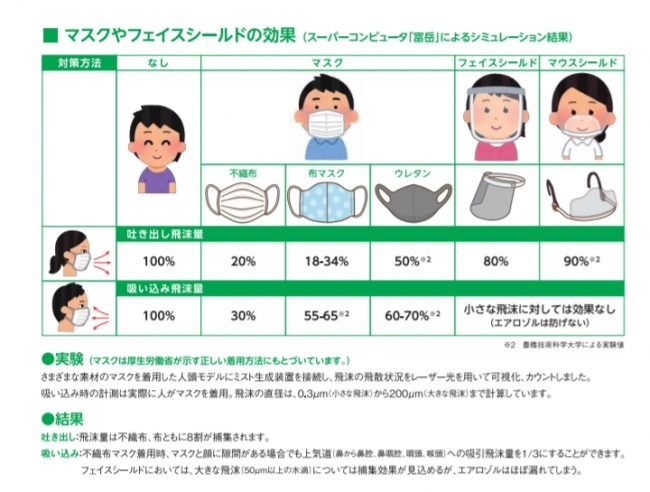 ■ マスクやフェイスシールドの効果 (スーパーコンピュータ「富岳」によるシミュレーション結果)
対策方法 なし マスク フェイスシールド マウスシールド
不織布 布マスク ウレタン
吐き出し飛沫量
100% 20% 18-34% 50%※2 80% 90%※2
吸い込み飛沫量
100% 30% 55-65※2 60-70%※2 小さな飛沫に対しては効果なし
(エアロゾルは防げない)
※2 豊橋技術科学大学による実験値
●実験 (マスクは厚生労働省が示す正しい着用方法にもとづいています。)
さまざまな素材のマスクを着用した人頭モデルにミスト生成装置を接続し、飛沫の飛散状況をレーザー光を用いて可視化、カウントしました。
吸い込み時の計測は実際に人がマスクを着用。飛沫の直径は、0.3μm(小さな飛沫)から200μm(大きな飛沫)まで計算しています。
●結果
吐き出し:飛沫量は不織布、布ともに8割が捕集されます。
吸い込み:不織布マスク着用時、マスクと顔に隙間がある場合でも上気道(鼻から鼻腔、鼻咽腔、咽頭、喉頭)への吸引飛沫量を1/3にすることができます。
フェイスシールドにおいては、大きな飛沫(50μm以上の水滴)については捕集効果が見込めるが、エアロゾルはほぼ漏れてしまう。